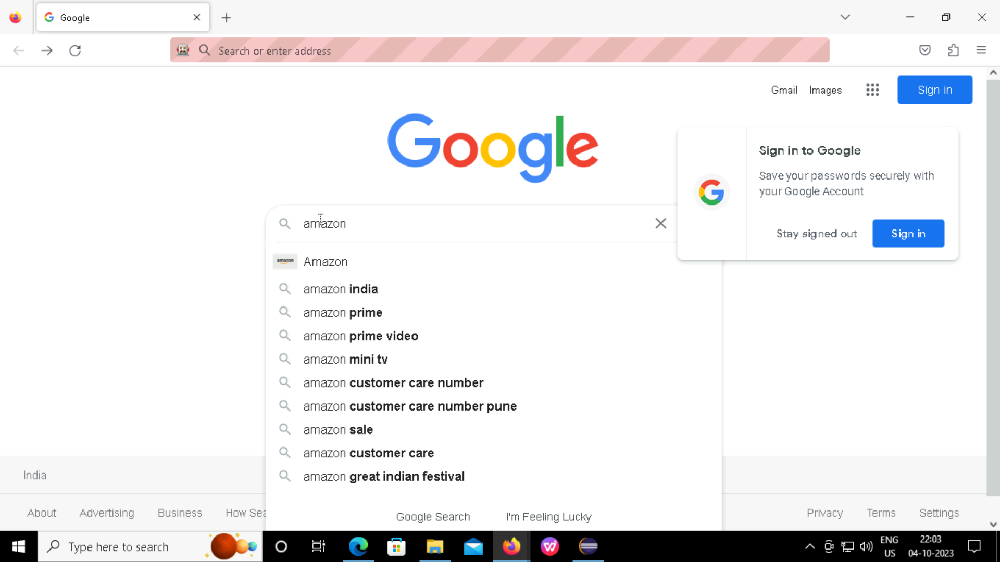 Google
Search or enter address
Gmail Images Sign in
Google
Sign in to Google
Save your passwords securely with
your Google Account
Stay signed out Sign in
amazon
amazon Amazon
amazon india
amazon prime
amazon prime video
amazon mini tv
amazon customer care number
amazon customer care number pune
amazon sale
amazon customer care
amazon great indian festival
Google Search I'm Feeling Lucky
India
About Advertising Business How Sea
Privacy Terms Settings
Type here to search
ENG
US
22:03
04-10-2023